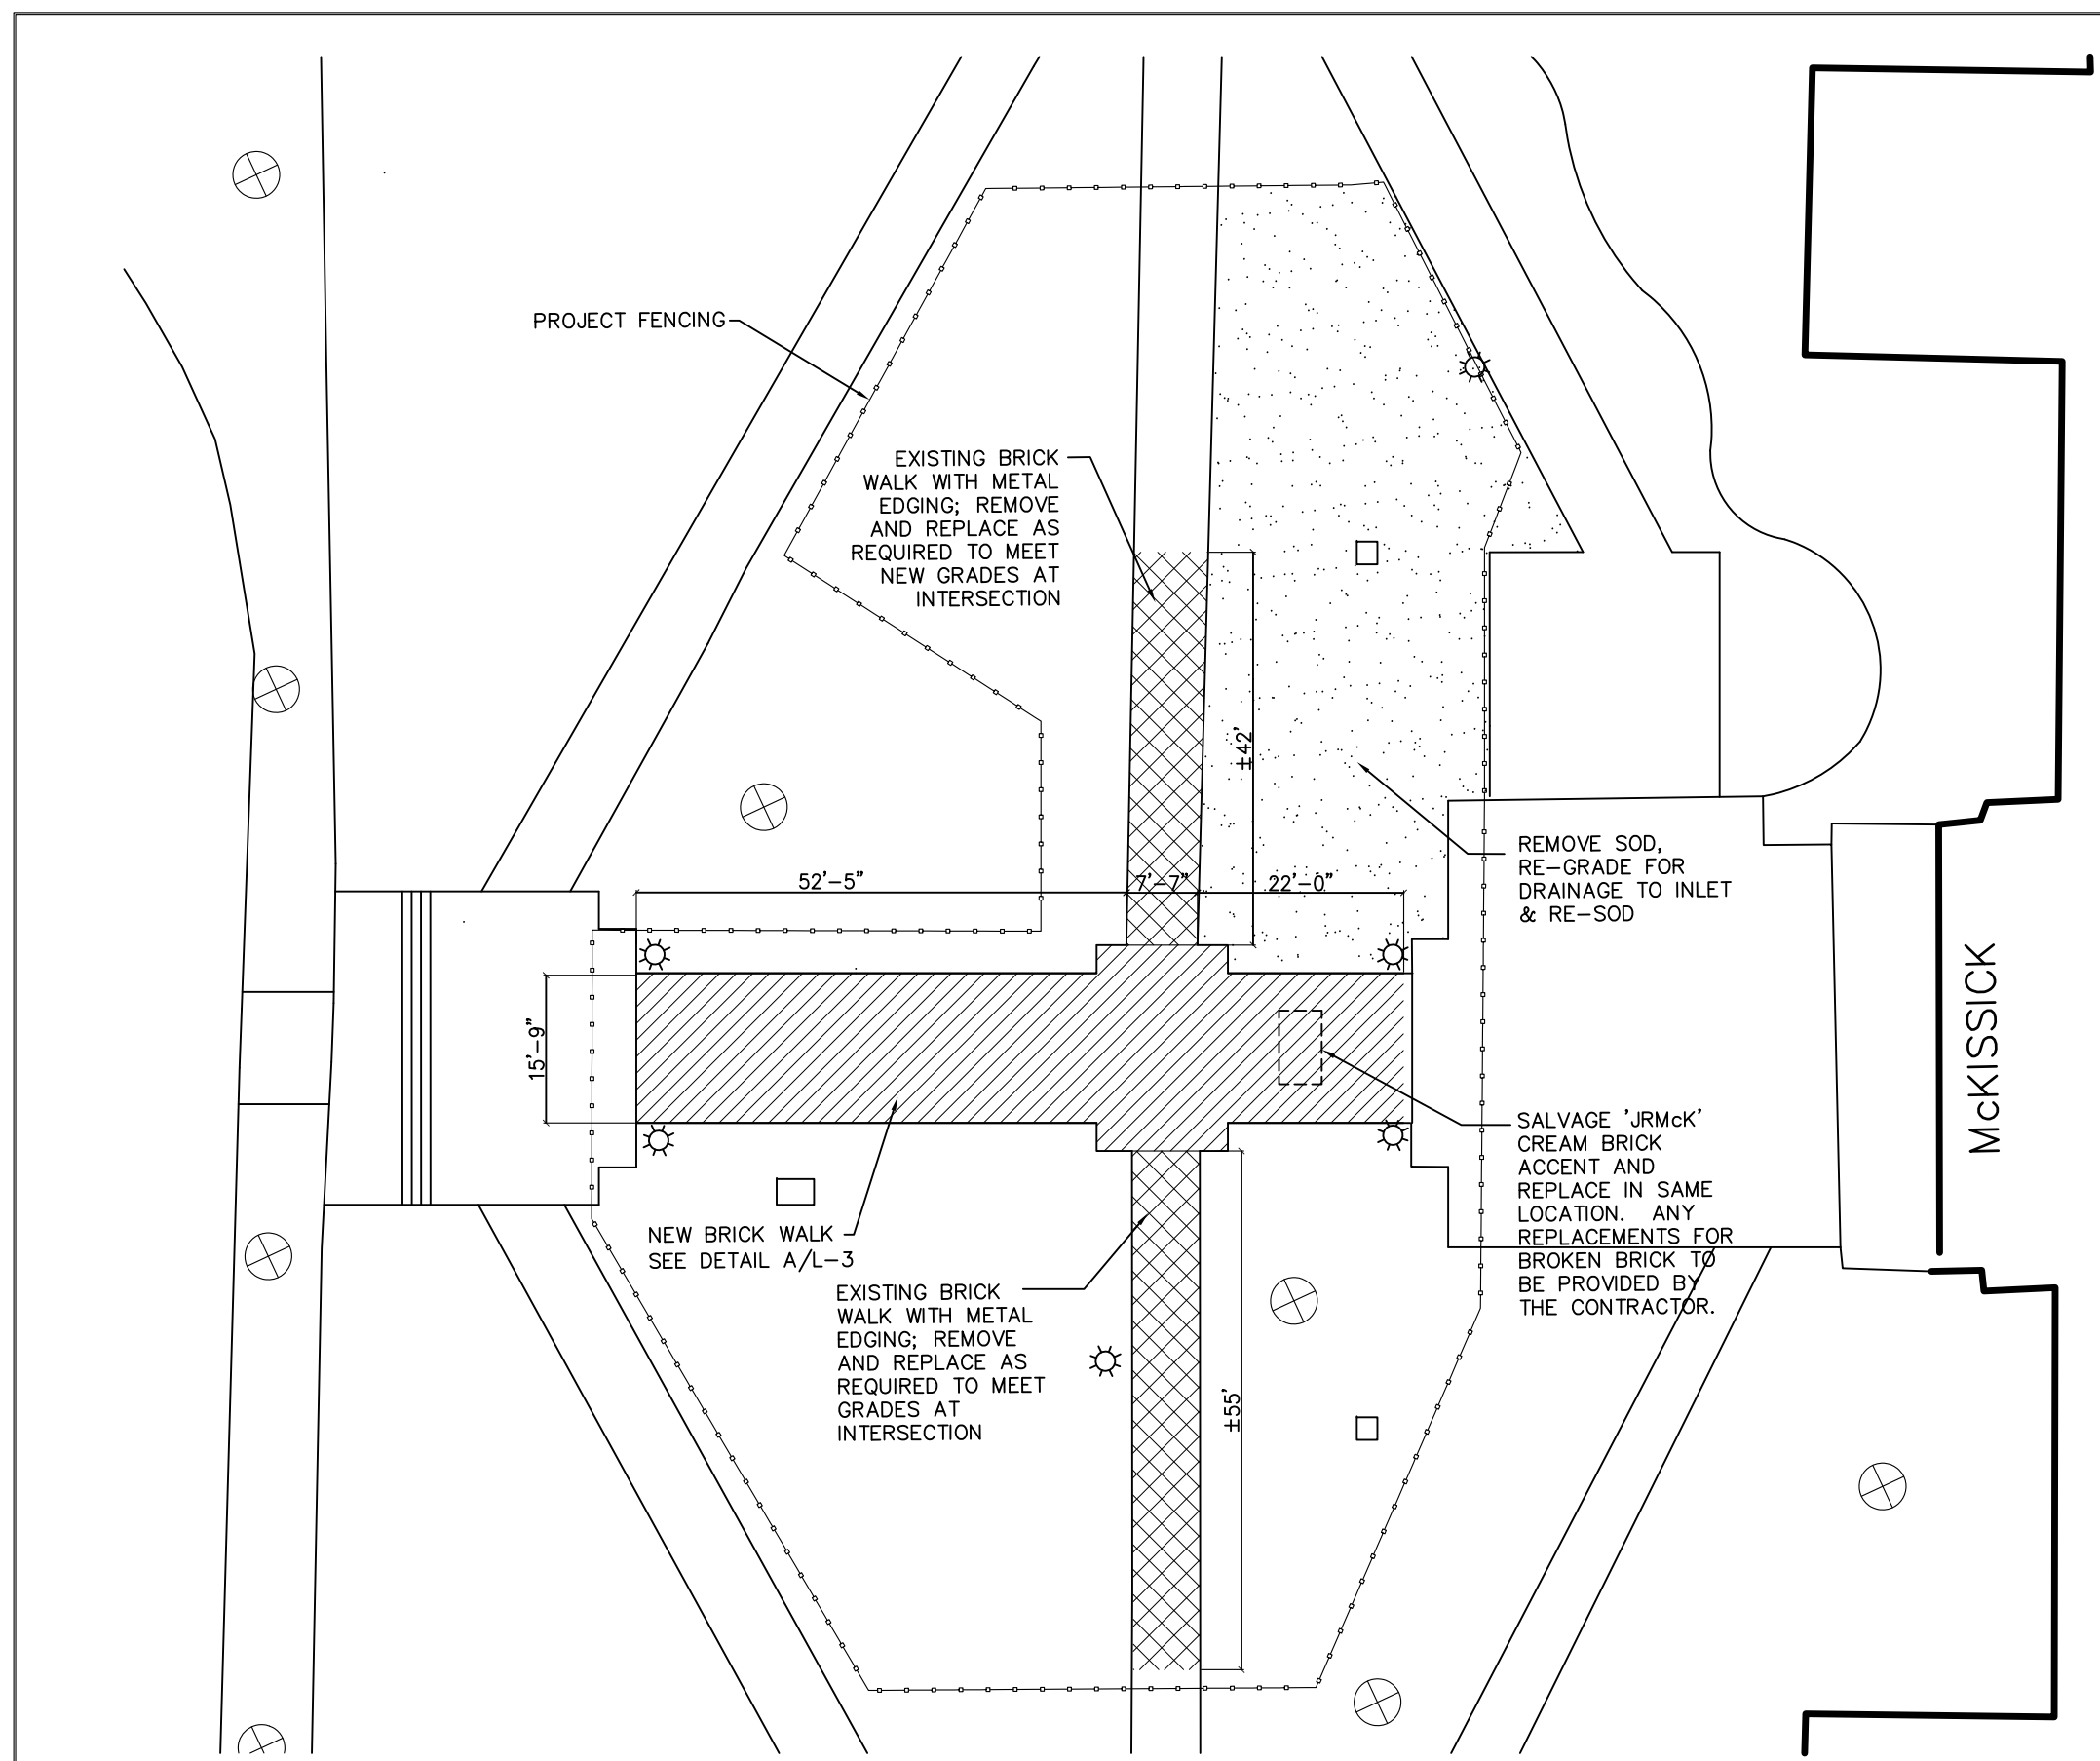 PROJECT FENCING
EXISTING BRICK
WALK WITH METAL
EDGING; REMOVE
AND REPLACE AS
REQUIRED TO MEET
NEW GRADES AT
INTERSECTION
±42'
52'-5"
7'-7"
22'-0"
REMOVE SOD,
RE-GRADE FOR
DRAINAGE TO INLET
& RE-SOD
15'-9"
McKISSICK
SALVAGE 'JRMcK'
CREAM BRICK
ACCENT AND
REPLACE IN SAME
LOCATION. ANY
REPLACEMENTS FOR
BROKEN BRICK TO
BE PROVIDED BY
THE CONTRACTOR.
NEW BRICK WALK
SEE DETAIL A/L-3
EXISTING BRICK
WALK WITH METAL
EDGING; REMOVE
AND REPLACE AS
REQUIRED TO MEET
GRADES AT
INTERSECTION
±55'